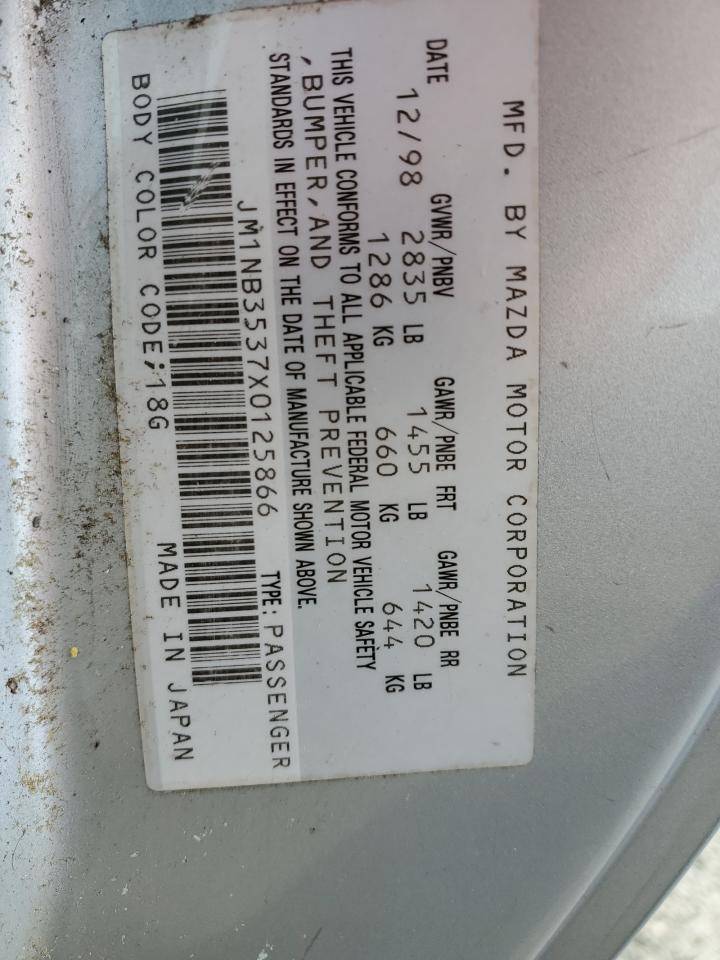 MFD. BY MAZDA MOTOR CORPORATION
DATE GVWR/PNBV GAWR/PNBE FRT GAWR/PNBE RR
12/98 2835 LB 1455 LB 1420 LB
1286 KG 660 KG 644 KG
THIS VEHICLE CONFORMS TO ALL APPLICABLE FEDERAL MOTOR VEHICLE SAFETY
, BUMPER, AND THEFT PREVENTION
STANDARDS IN EFFECT ON THE DATE OF MANUFACTURE SHOWN ABOVE.
JM1NB3537X0125866 TYPE: PASSENGER
BODY COLOR CODE;18G MADE IN JAPAN